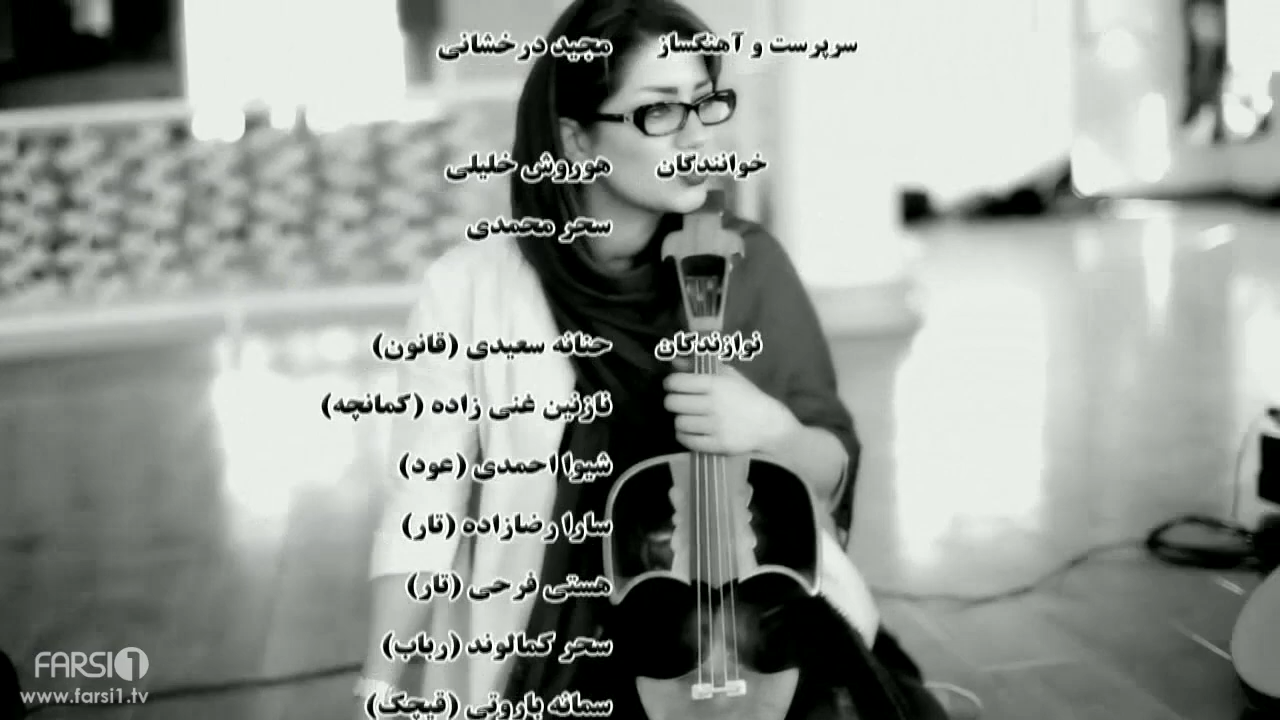 سرپرست و آهنگساز مجید درخشانی
خوانندگان هوروش خلیلی
سحر محمدی
نوازندگان حنانه سعیدی (قانون)
نازنین غنی زاده (کمانچه)
شیوا احمدی (عود)
سارا رضازاده (تار)
هستی فرحی (تار)
سحر کمالوند (رباب)
سمانه باروتی (قیچک)
FARSI1
www.farsi1.tv